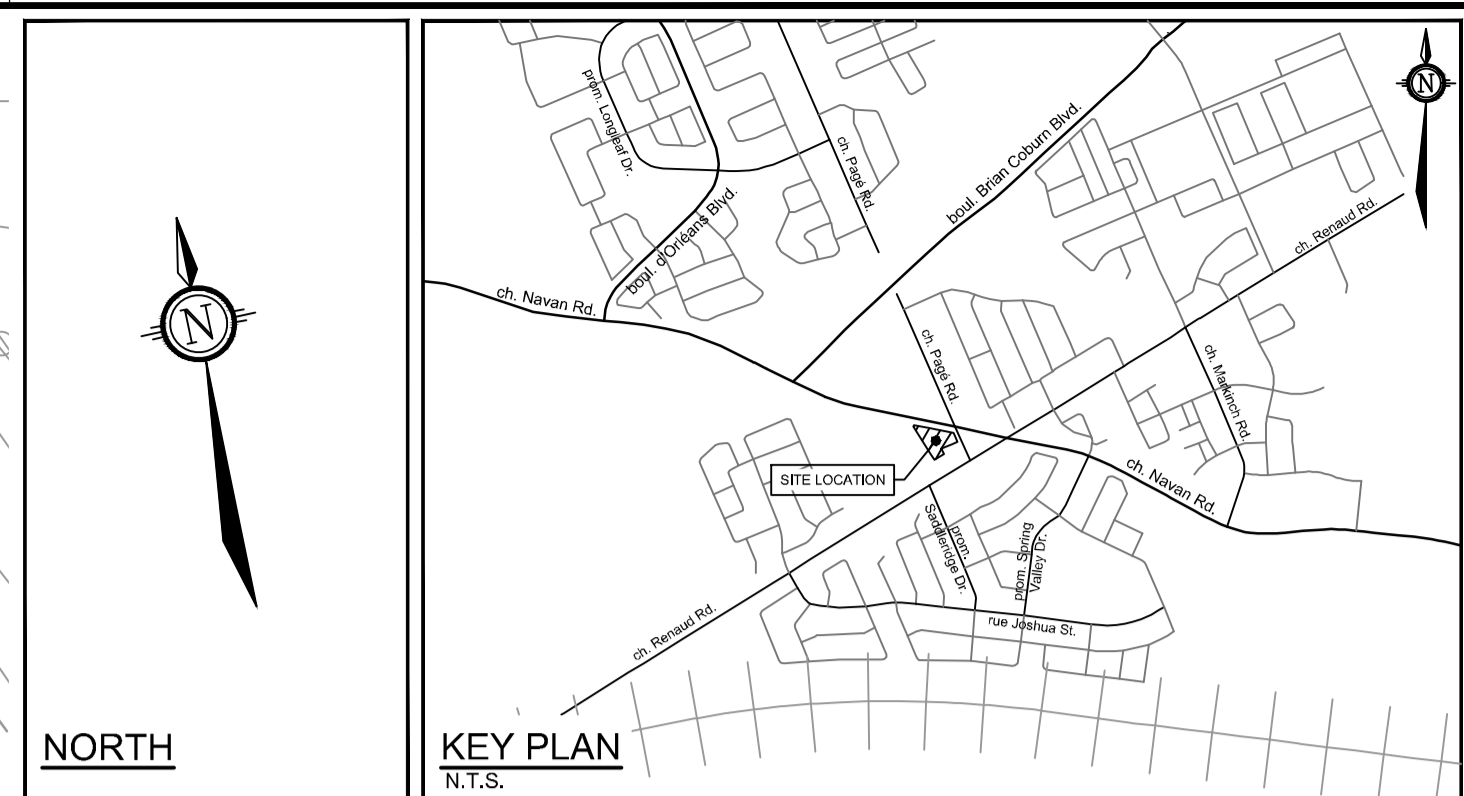 N
NORTH
N
prom. Longleaf Dr.
ch. Pagé Rd.
boul. Brian Coburn Blvd.
boul. d'Orléans Blvd.
ch. Renaud Rd.
ch. Navan Rd.
ch. Pagé Rd.
ch. Markinch Rd.
SITE LOCATION
ch. Navan Rd.
prom.
Saddleridge Dr.
prom. Spring
Valley Dr.
rue Joshua St.
ch. Renaud Rd.
KEY PLAN
N.T.S.